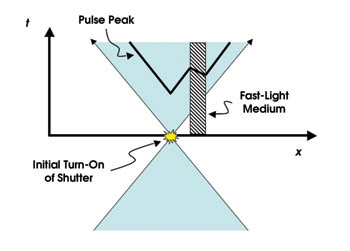 t
Pulse Peak
Fast-Light
Medium
x
Initial Turn-On
of Shutter